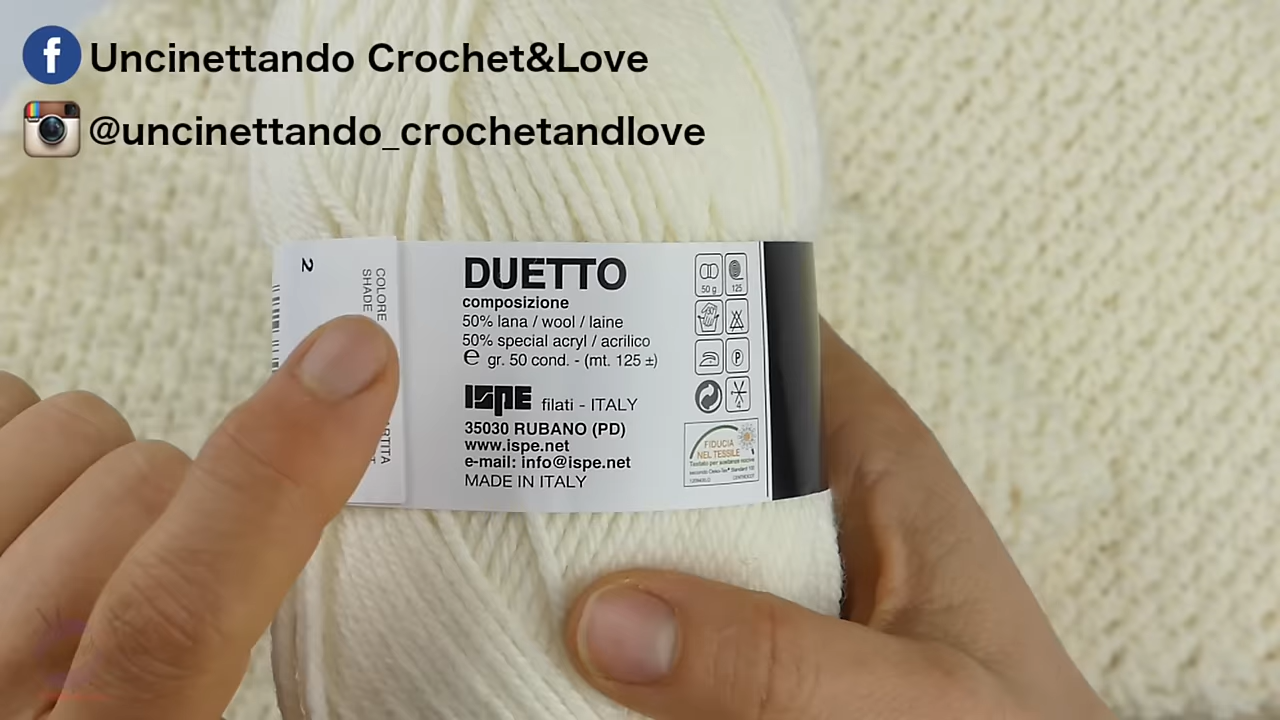 Uncinettando Crochet&Love
@uncinettando_crochetandlove
2
COLORE
SHADE
DUETTO
composizione
50% lana / wool / laine
50% special acryl / acrilico
℮ gr. 50 cond. - (mt. 125 ±)
ISPE filati - ITALY
35030 RUBANO (PD)
www.ispe.net
e-mail: info@ispe.net
MADE IN ITALY
50 g
125
30°
P
4
FIDUCIA
NEL TESSILE